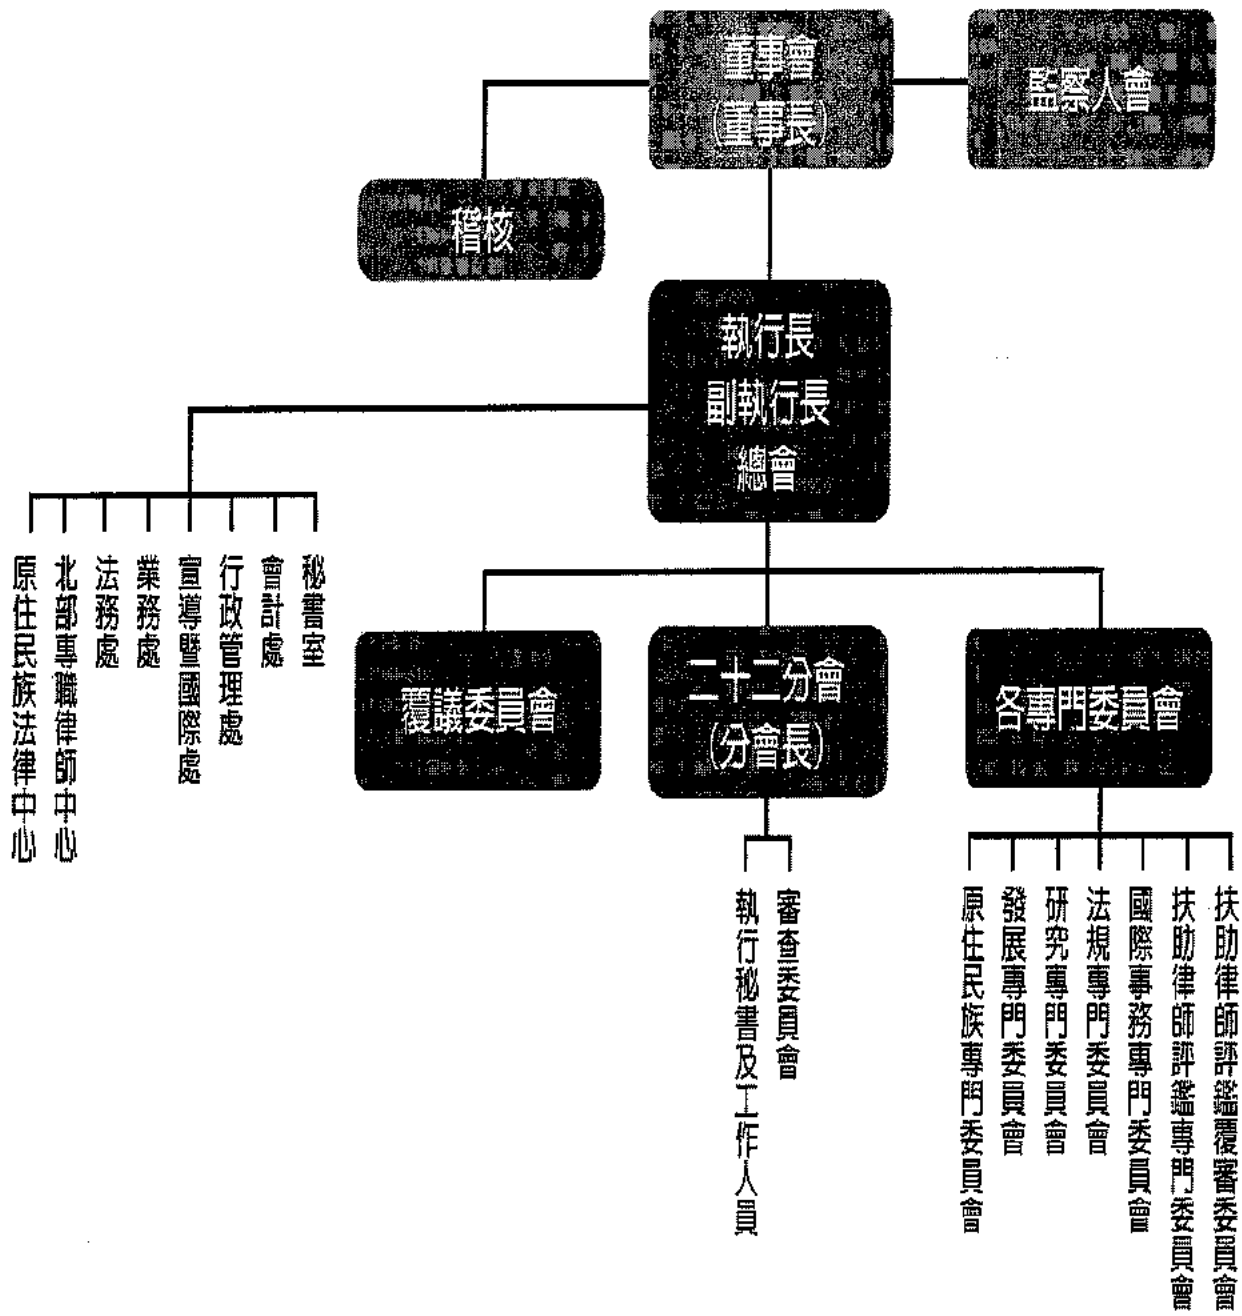 董事會
(董事長)
監察人會
稽核
執行長
副執行長
總會
秘書室
會計處
行政管理處
宣導暨國際處
業務處
法務處
北部專職律師中心
原住民族法律中心
覆議委員會
二十二分會
(分會長)
各專門委員會
審查委員會
執行秘書及工作人員
扶助律師評鑑覆審委員會
扶助律師評鑑專門委員會
國際事務專門委員會
法規專門委員會
研究專門委員會
發展專門委員會
原住民族專門委員會